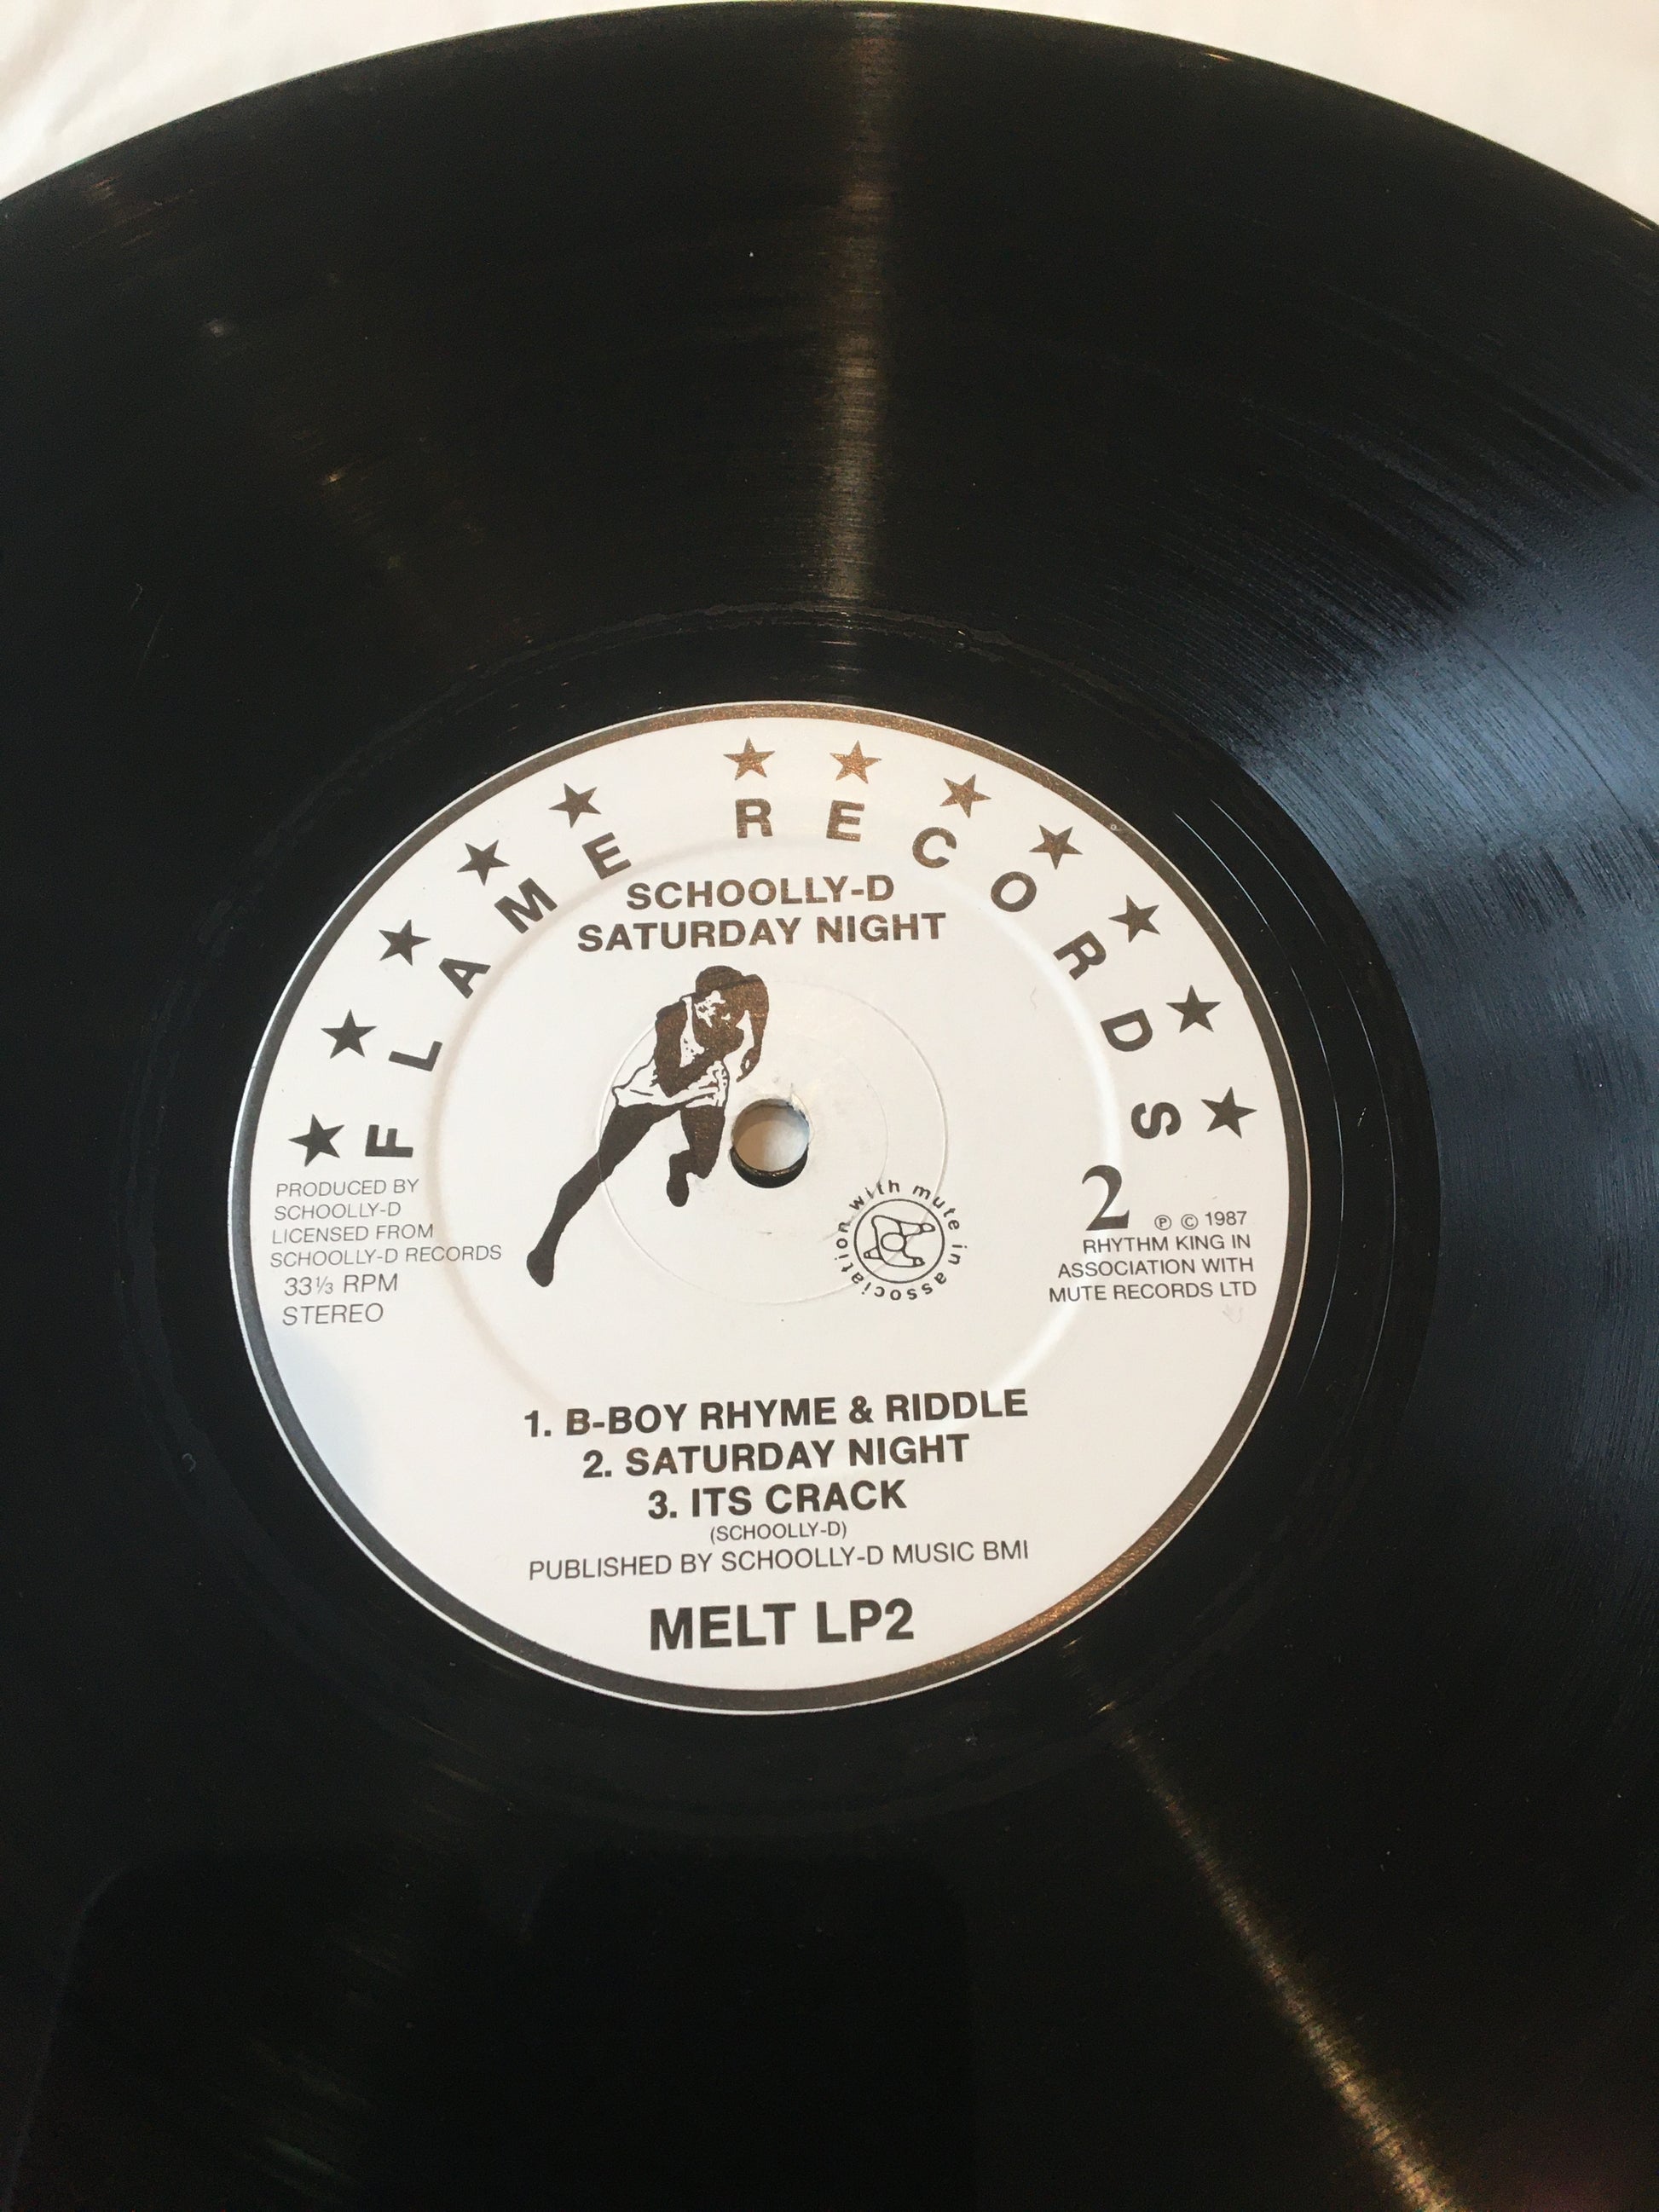 FLAME RECORDS
SCHOOLLY-D
SATURDAY NIGHT
PRODUCED BY
SCHOOLLY-D
LICENSED FROM
SCHOOLLY-D RECORDS
33⅓ RPM
STEREO
in association with mute
2
℗ © 1987
RHYTHM KING IN
ASSOCIATION WITH
MUTE RECORDS LTD
1. B-BOY RHYME & RIDDLE
2. SATURDAY NIGHT
3. ITS CRACK
(SCHOOLLY-D)
PUBLISHED BY SCHOOLLY-D MUSIC BMI
MELT LP2